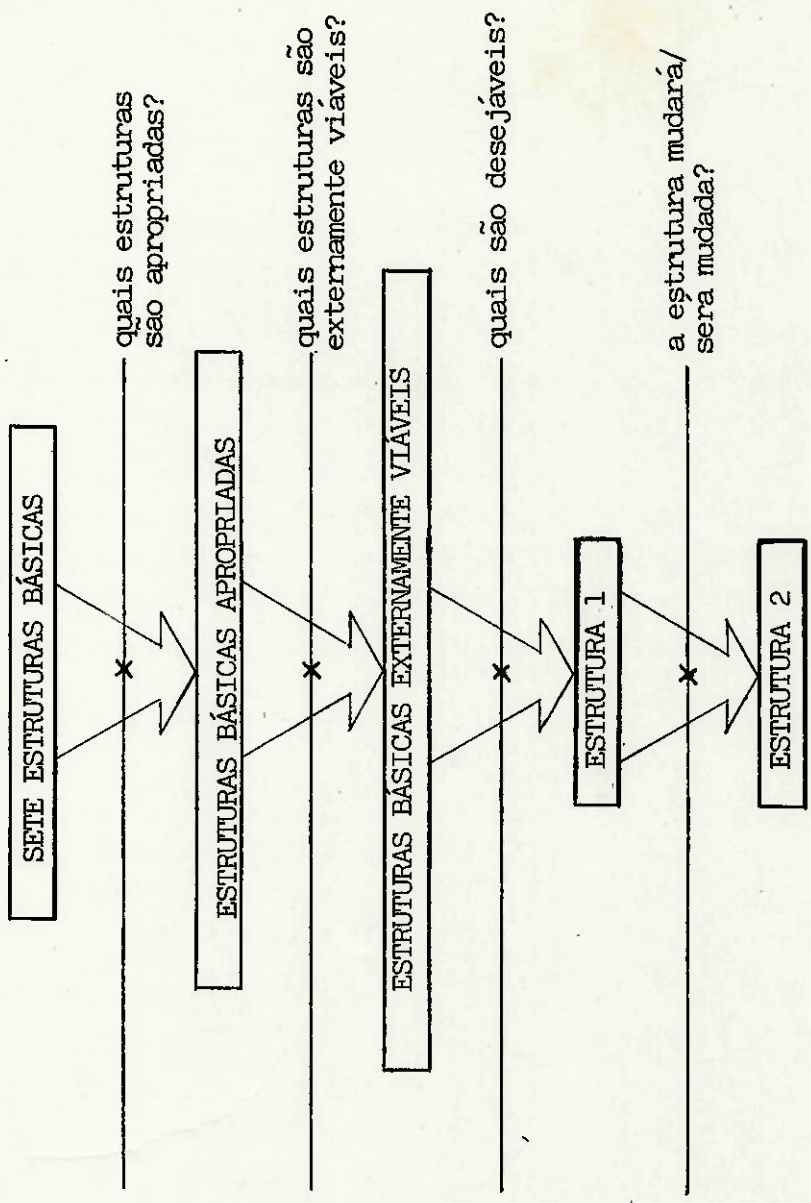 SETE ESTRUTURAS BÁSICAS
quais estruturas
são apropriadas?
ESTRUTURAS BÁSICAS APROPRIADAS
quais estruturas são
externamente viáveis?
ESTRUTURAS BÁSICAS EXTERNAMENTE VIÁVEIS
quais são desejáveis?
ESTRUTURA 1
a estrutura mudará/
sera mudada?
ESTRUTURA 2